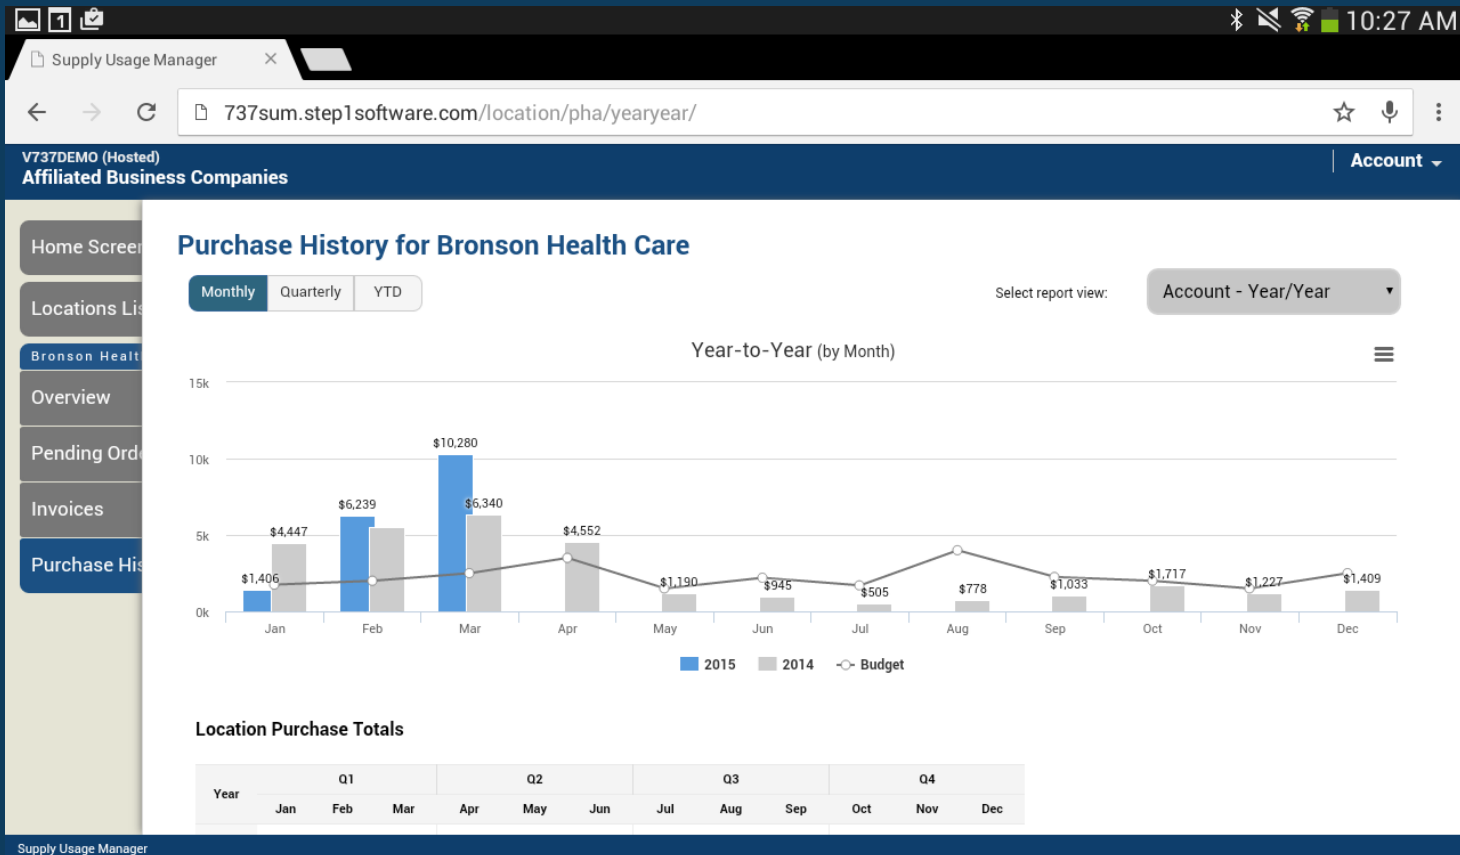 1
10:27 AM
Supply Usage Manager
737sum.step1software.com/location/pha/yearyear/
V737DEMO (Hosted)
Affiliated Business Companies
Account
Home Screen
Locations Lis
Bronson Healt
Overview
Pending Orde
Invoices
Purchase His
Purchase History for Bronson Health Care
Monthly Quarterly YTD
Select report view:
Account - Year/Year
Year-to-Year (by Month)
15k
10k
5k
0k
$1,406 $4,447 $6,239 $10,280 $6,340 $4,552 $1,190 $945 $505 $778 $1,033 $1,717 $1,227 $1,409
Jan Feb Mar Apr May Jun Jul Aug Sep Oct Nov Dec
2015 2014 Budget
Location Purchase Totals
Year Q1 Q2 Q3 Q4
Jan Feb Mar Apr May Jun Jul Aug Sep Oct Nov Dec
Supply Usage Manager